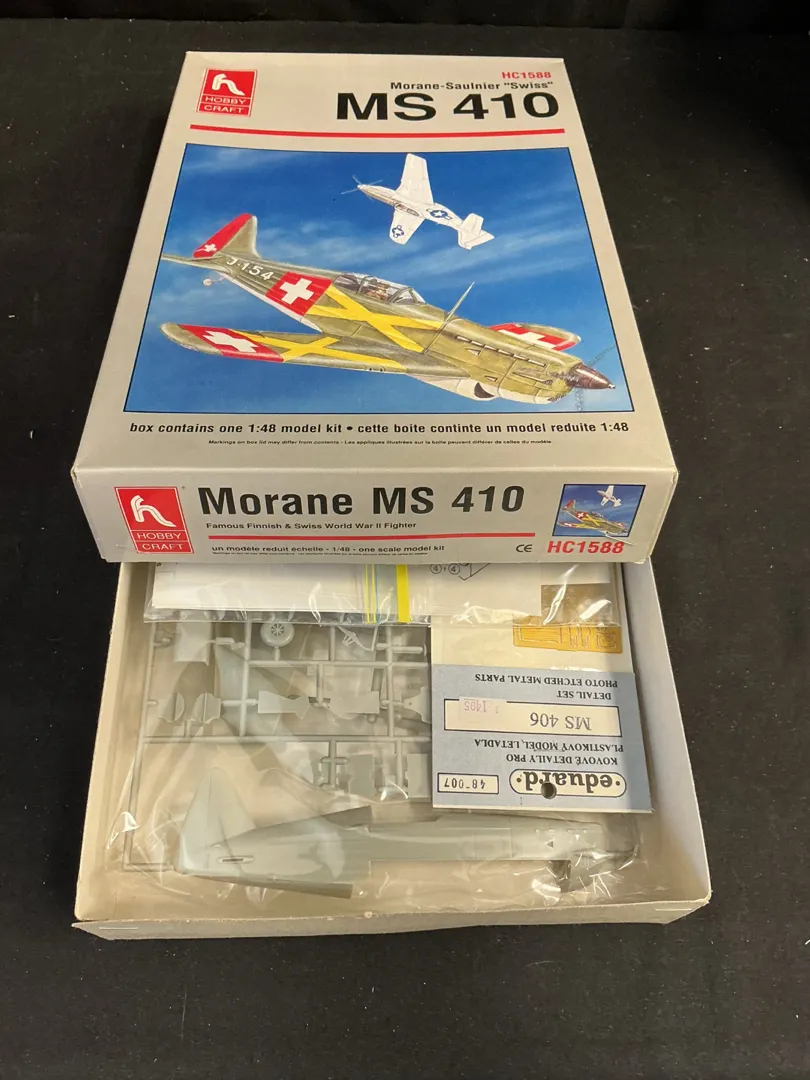 HC1588
Morane-Saulnier "Swiss"
MS 410
HOBBY
CRAFT
J-154
box contains one 1:48 model kit • cette boite continte un model reduite 1:48
Markings on box lid may differ from contents - Les appliques illustrées sur la boîte peuvent différer de celles du modèle
Morane MS 410
Famous Finnish & Swiss World War II Fighter
HOBBY
CRAFT
un modèle reduit échelle - 1/48 - one scale model kit
CE HC1588
4 4
48-007
eduard
KOVOVÉ DETAILY PRO
PLASTIKOVÝ MODEL LETADLA
MS 406
1495
DETAIL SET
PHOTO ETCHED METAL PARTS